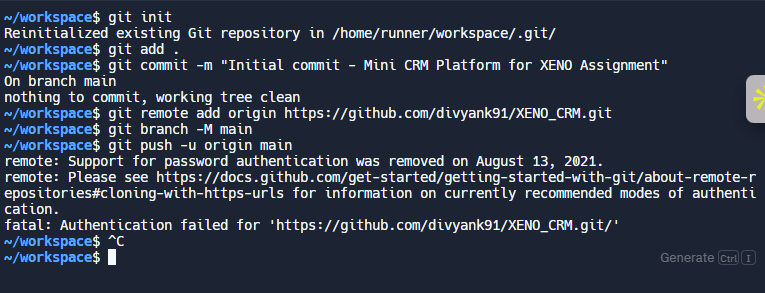 ~/workspace$ git init
Reinitialized existing Git repository in /home/runner/workspace/.git/
~/workspace$ git add .
~/workspace$ git commit -m "Initial commit - Mini CRM Platform for XENO Assignment"
On branch main
nothing to commit, working tree clean
~/workspace$ git remote add origin https://github.com/divyank91/XENO_CRM.git
~/workspace$ git branch -M main
~/workspace$ git push -u origin main
remote: Support for password authentication was removed on August 13, 2021.
remote: Please see https://docs.github.com/get-started/getting-started-with-git/about-remote-r
epositories#cloning-with-https-urls for information on currently recommended modes of authenti
cation.
fatal: Authentication failed for 'https://github.com/divyank91/XENO_CRM.git/'
~/workspace$ ^C
~/workspace$
Generate Ctrl I